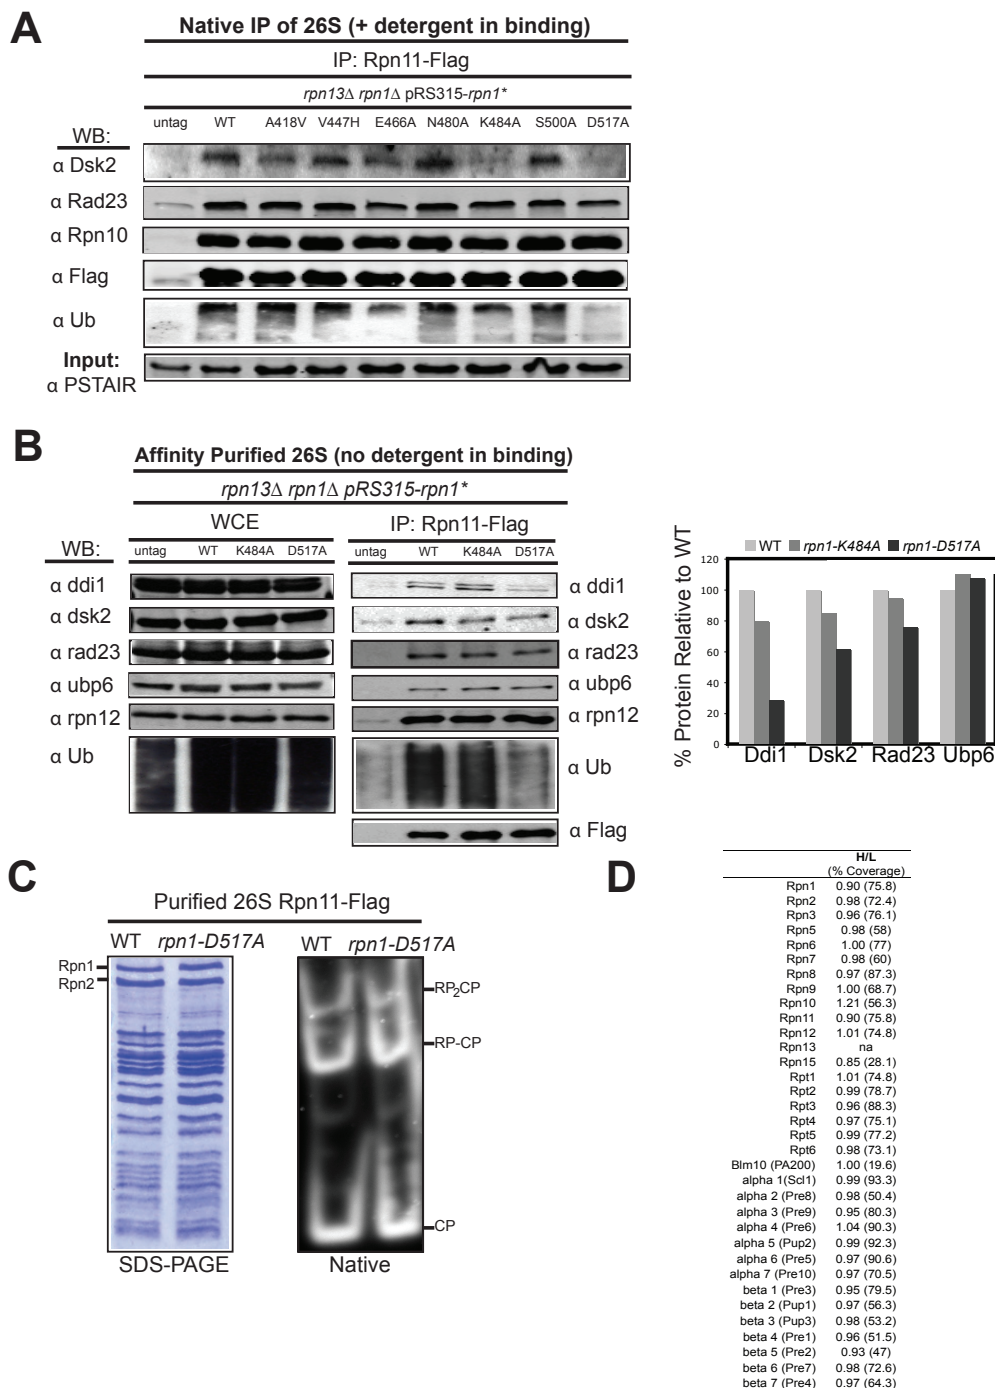 A
Native IP of 26S (+ detergent in binding)
IP: Rpn11-Flag
rpn13Δ rpn1Δ pRS315-rpn1*
untag WT A418V V447H E466A N480A K484A S500A D517A
WB:
α Dsk2
α Rad23
α Rpn10
α Flag
α Ub
Input:
α PSTAIR
B
Affinity Purified 26S (no detergent in binding)
rpn13Δ rpn1Δ pRS315-rpn1*
WCE IP: Rpn11-Flag
WB: untag WT K484A D517A untag WT K484A D517A
α ddi1 α ddi1
α dsk2 α dsk2
α rad23 α rad23
α ubp6 α ubp6
α rpn12 α rpn12
α Ub α Ub
α Flag
WT rpn1-K484A rpn1-D517A
% Protein Relative to WT
120
100
80
60
40
20
0
Ddi1 Dsk2 Rad23 Ubp6
C
Purified 26S Rpn11-Flag
WT rpn1-D517A WT rpn1-D517A
Rpn1
Rpn2
RP2CP
RP-CP
CP
SDS-PAGE Native
D
H/L
(% Coverage)
Rpn1 0.90 (75.8)
Rpn2 0.98 (72.4)
Rpn3 0.96 (76.1)
Rpn5 0.98 (58)
Rpn6 1.00 (77)
Rpn7 0.98 (60)
Rpn8 0.97 (87.3)
Rpn9 1.00 (68.7)
Rpn10 1.21 (56.3)
Rpn11 0.90 (75.8)
Rpn12 1.01 (74.8)
Rpn13 na
Rpn15 0.85 (28.1)
Rpt1 1.01 (74.8)
Rpt2 0.99 (78.7)
Rpt3 0.96 (88.3)
Rpt4 0.97 (75.1)
Rpt5 0.99 (77.2)
Rpt6 0.98 (73.1)
Blm10 (PA200) 1.00 (19.6)
alpha 1(Scl1) 0.99 (93.3)
alpha 2 (Pre8) 0.98 (50.4)
alpha 3 (Pre9) 0.95 (80.3)
alpha 4 (Pre6) 1.04 (90.3)
alpha 5 (Pup2) 0.99 (92.3)
alpha 6 (Pre5) 0.97 (90.6)
alpha 7 (Pre10) 0.97 (70.5)
beta 1 (Pre3) 0.95 (79.5)
beta 2 (Pup1) 0.97 (56.3)
beta 3 (Pup3) 0.98 (53.2)
beta 4 (Pre1) 0.96 (51.5)
beta 5 (Pre2) 0.93 (47)
beta 6 (Pre7) 0.98 (72.6)
beta 7 (Pre4) 0.97 (64.3)